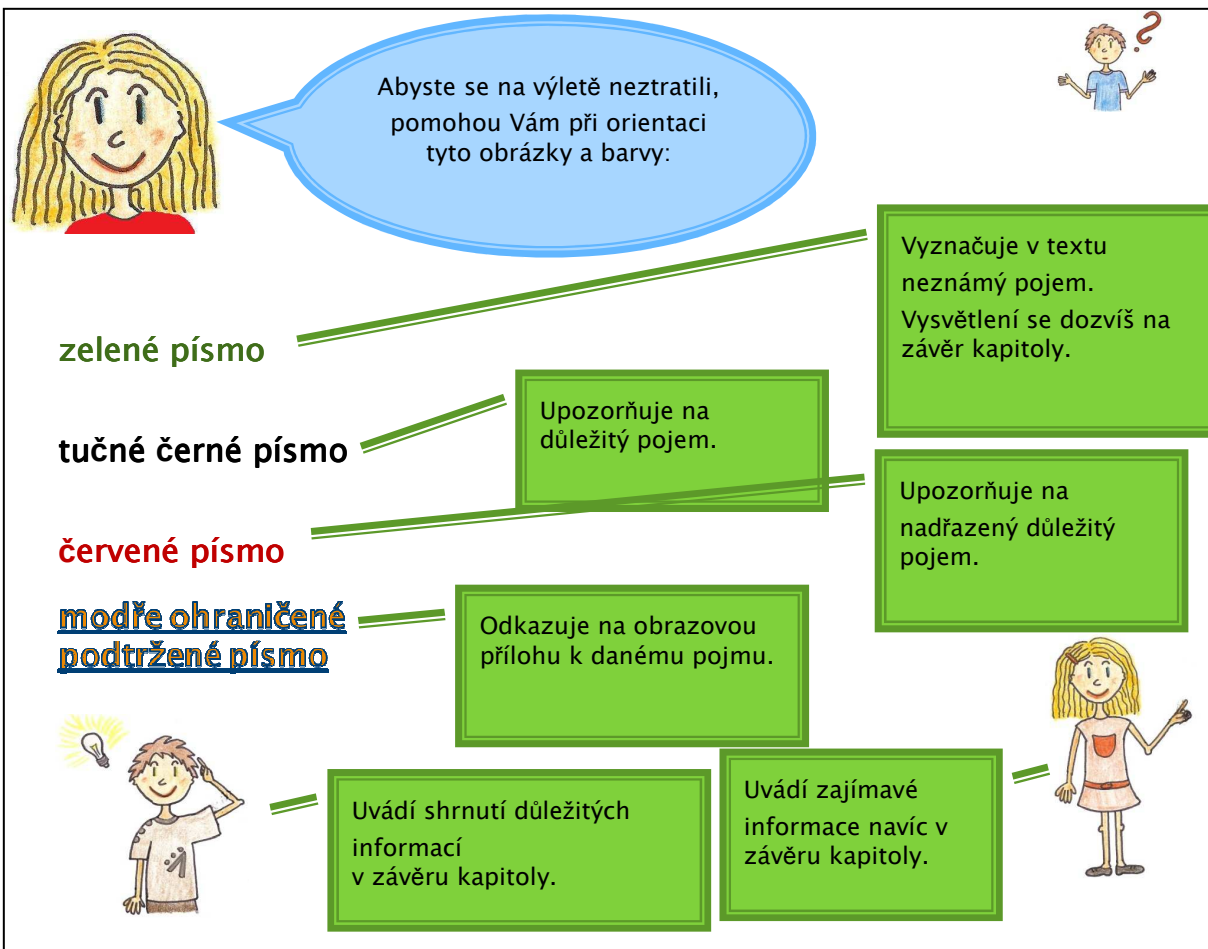 Abyste se na výletě neztratili,
pomohou Vám při orientaci
tyto obrázky a barvy:
?
zelené písmo
Vyznačuje v textu
neznámý pojem.
Vysvětlení se dozvíš na
závěr kapitoly.
tučné černé písmo
Upozorňuje na
důležitý pojem.
červené písmo
Upozorňuje na
nadřazený důležitý
pojem.
modře ohraničené
podtržené písmo
Odkazuje na obrazovou
přílohu k danému pojmu.
Uvádí shrnutí důležitých
informací
v závěru kapitoly.
Uvádí zajímavé
informace navíc v
závěru kapitoly.